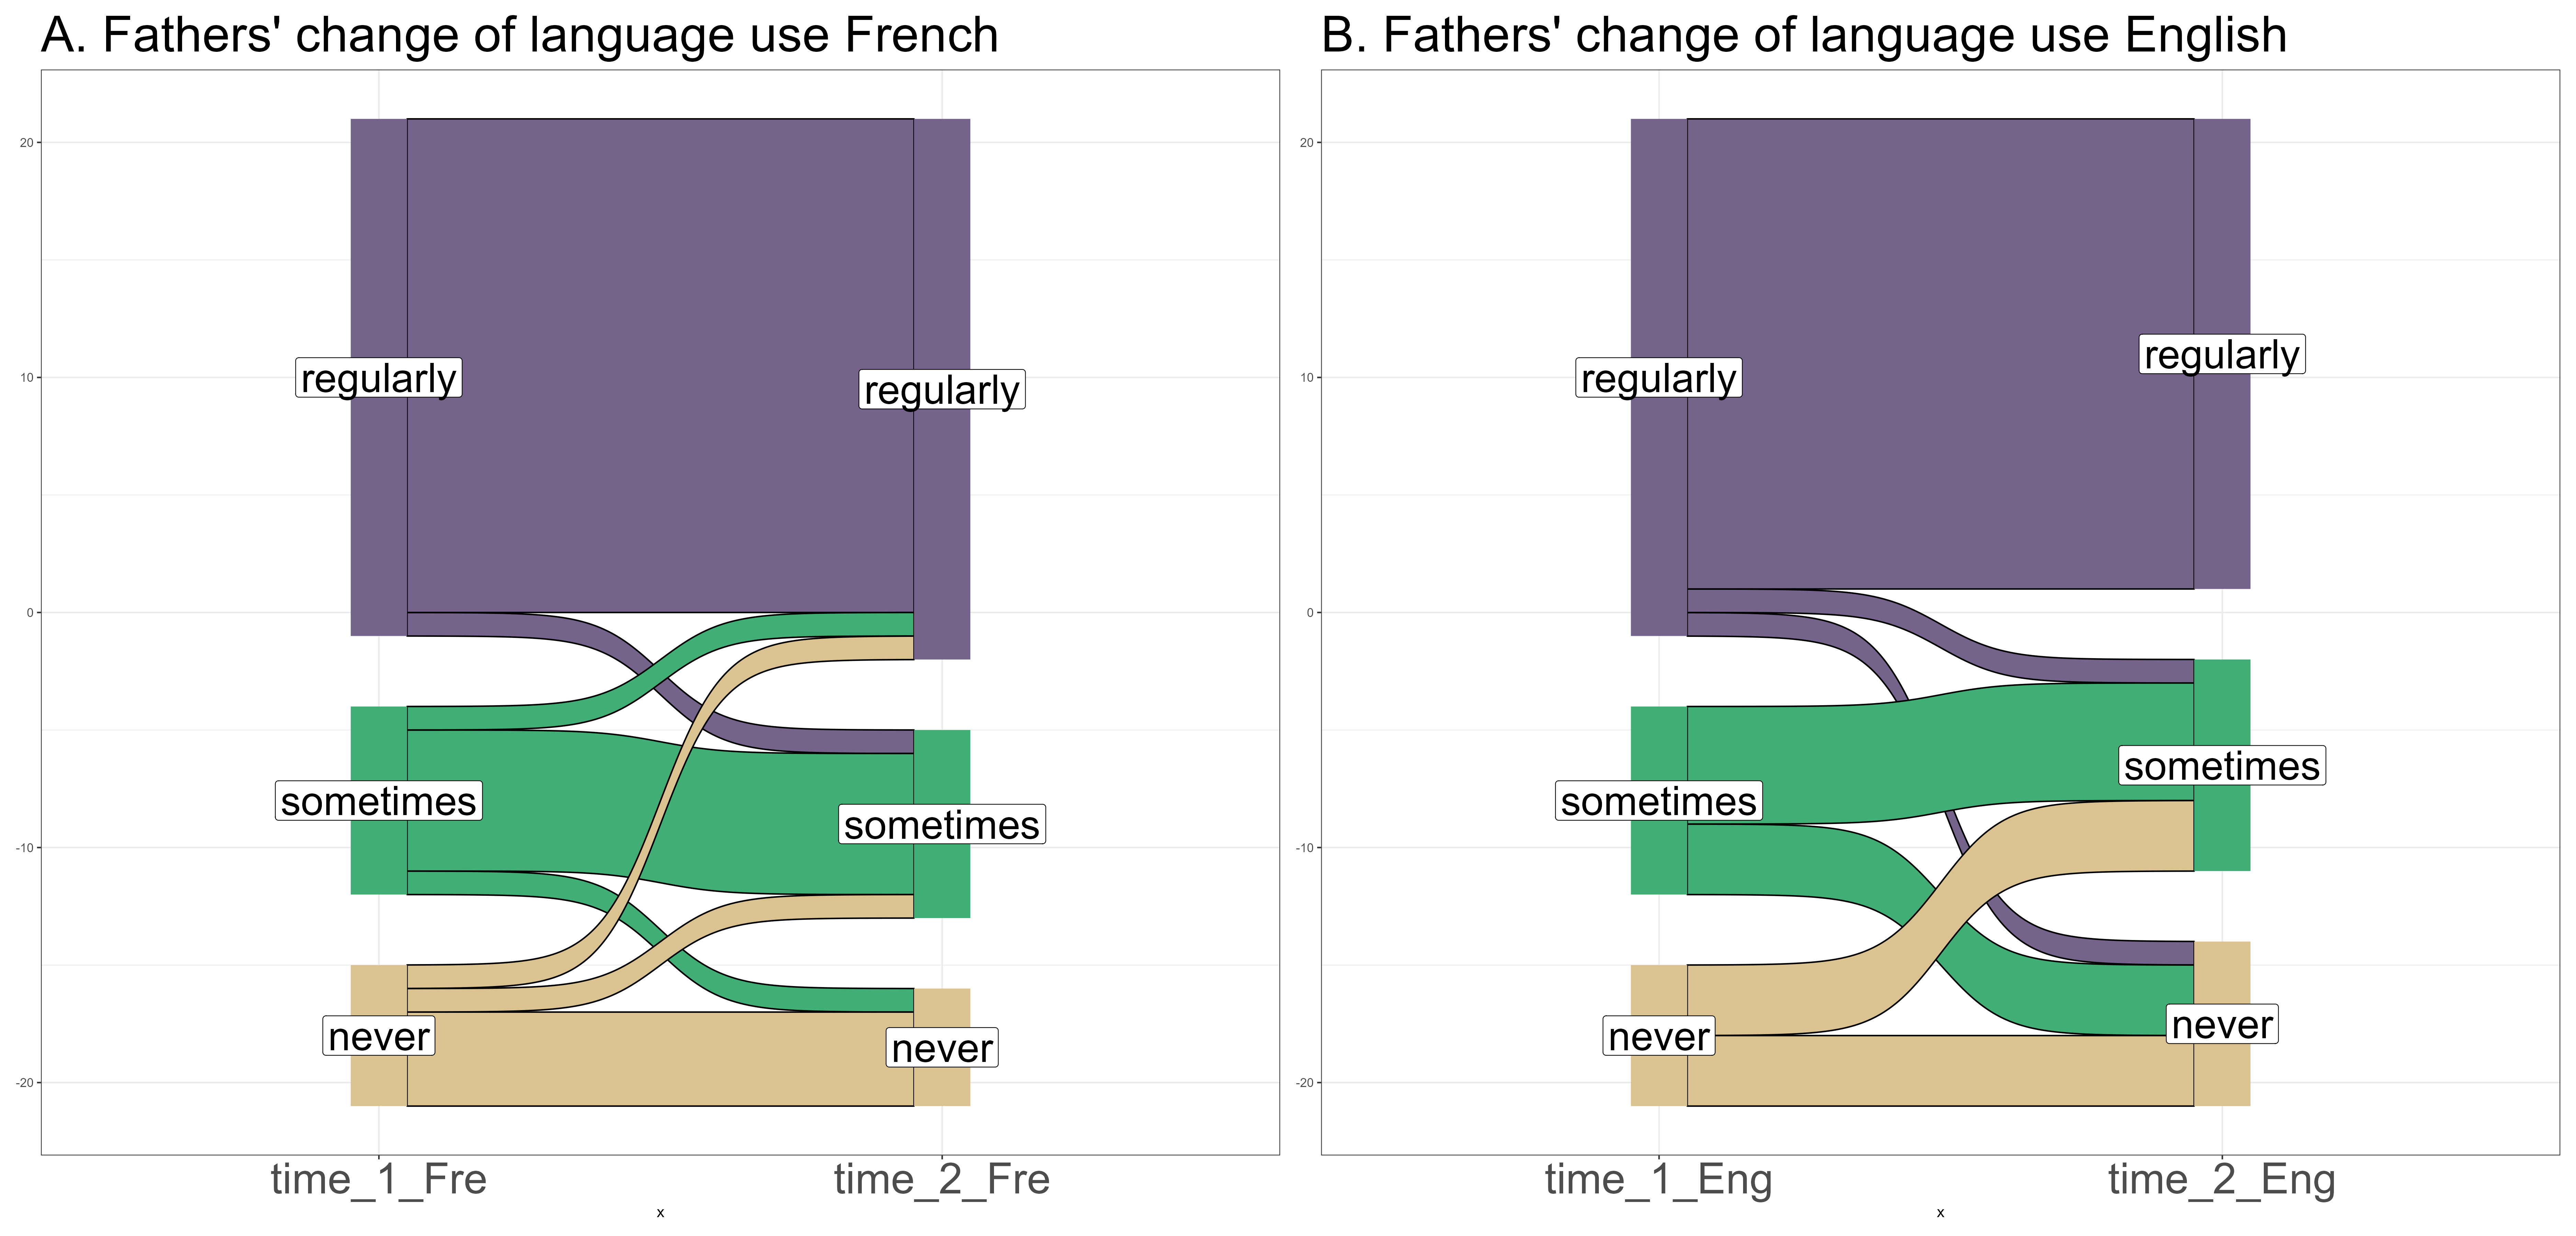 A. Fathers' change of language use French
20
10
0
-10
-20
regularly
regularly
sometimes
sometimes
never
never
time_1_Fre
time_2_Fre
x
B. Fathers' change of language use English
20
10
0
-10
-20
regularly
regularly
sometimes
sometimes
never
never
time_1_Eng
time_2_Eng
x